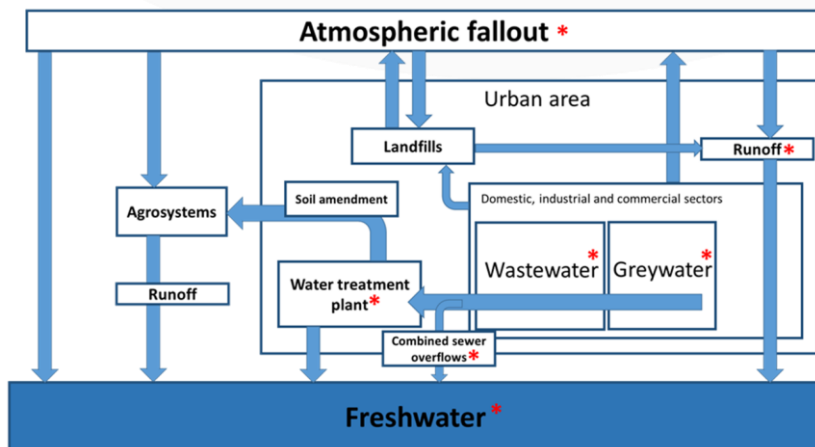 Atmospheric fallout *
Urban area
Landfills
Runoff *
Soil amendment
Domestic, industrial and commercial sectors
Agrosystems
Wastewater *
Greywater *
Water treatment
plant *
Runoff
Combined sewer
overflows *
Freshwater *